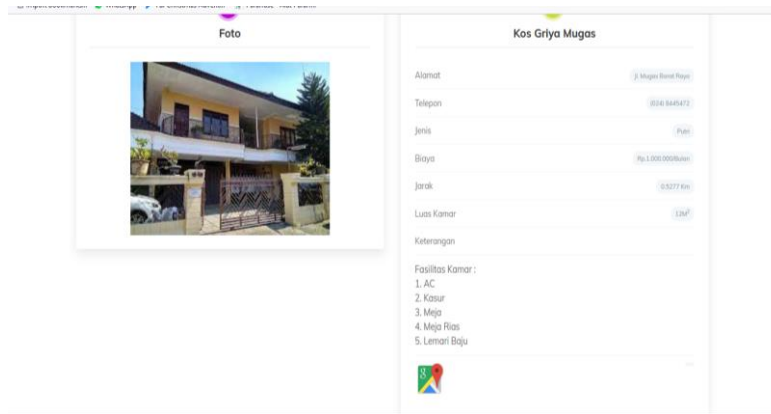 Foto
Kos Griya Mugas
Alamat Jl. Mugas Barat Raya
Telepon (024) 8445472
Jenis Putri
Biaya Rp.1.000.000/Bulan
Jarak 0.9277 Km
Luas Kamar 12M²
Keterangan
Fasilitas Kamar :
1. AC
2. Kasur
3. Meja
4. Meja Rias
5. Lemari Baju